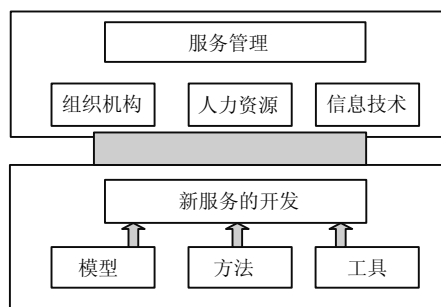 服务管理
组织机构 人力资源 信息技术
新服务的开发
模型 方法 工具